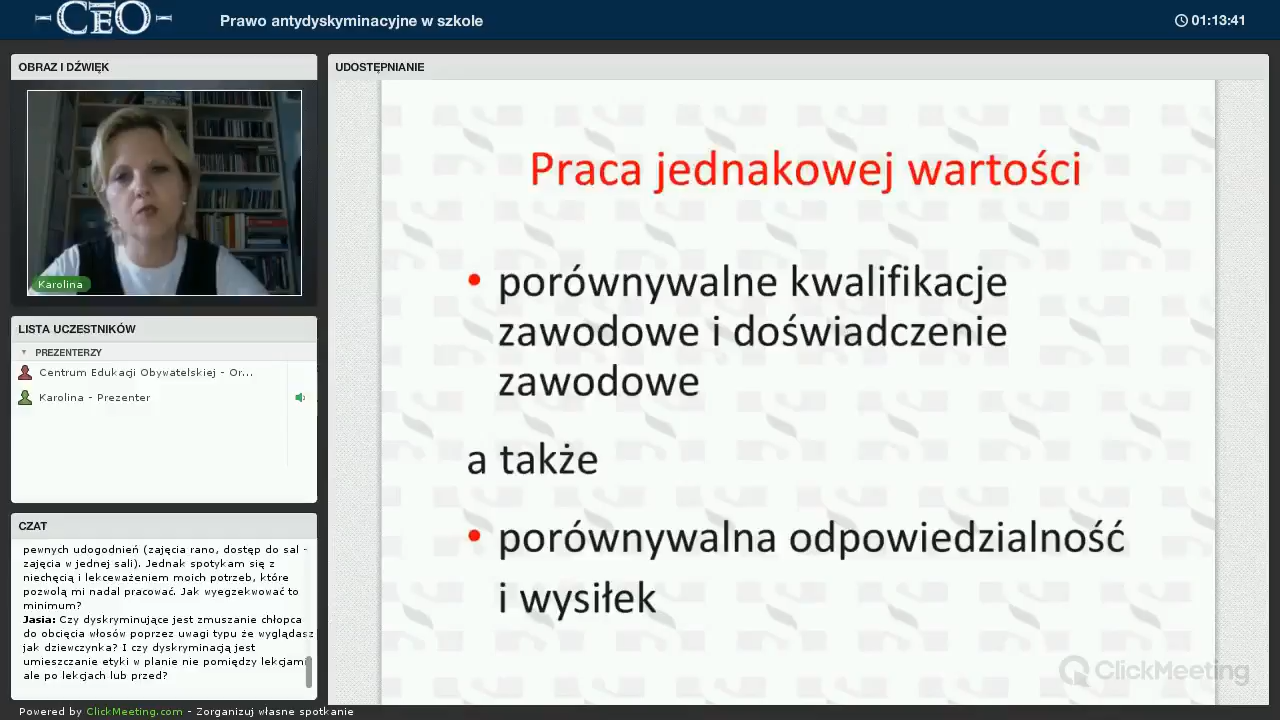 CEO
Prawo antydyskyminacyjne w szkole
01:13:41
OBRAZ I DŹWIĘK
Karolina
LISTA UCZESTNIKÓW
PREZENTERZY
Centrum Edukacji Obywatelskiej - Or...
Karolina - Prezenter
CZAT
pewnych udogodnień (zajęcia rano, dostęp do sal -
zajęcia w jednej sali). Jednak spotykam się z
niechęcią i lekceważeniem moich potrzeb, które
pozwolą mi nadal pracować. Jak wyegzekwować to
minimum?
Jasia: Czy dyskryminujące jest zmuszanie chłopca
do obcięcia włosów poprzez uwagi typu że wyglądasz
jak dziewczynka? I czy dyskryminacją jest
umieszczanie etyki w planie nie pomiędzy lekcjami
ale po lekcjach lub przed?
UDOSTĘPNIANIE
Praca jednakowej wartości
• porównywalne kwalifikacje
zawodowe i doświadczenie
zawodowe
a także
• porównywalna odpowiedzialność
i wysiłek
ClickMeeting
Powered by ClickMeeting.com - Zorganizuj własne spotkanie